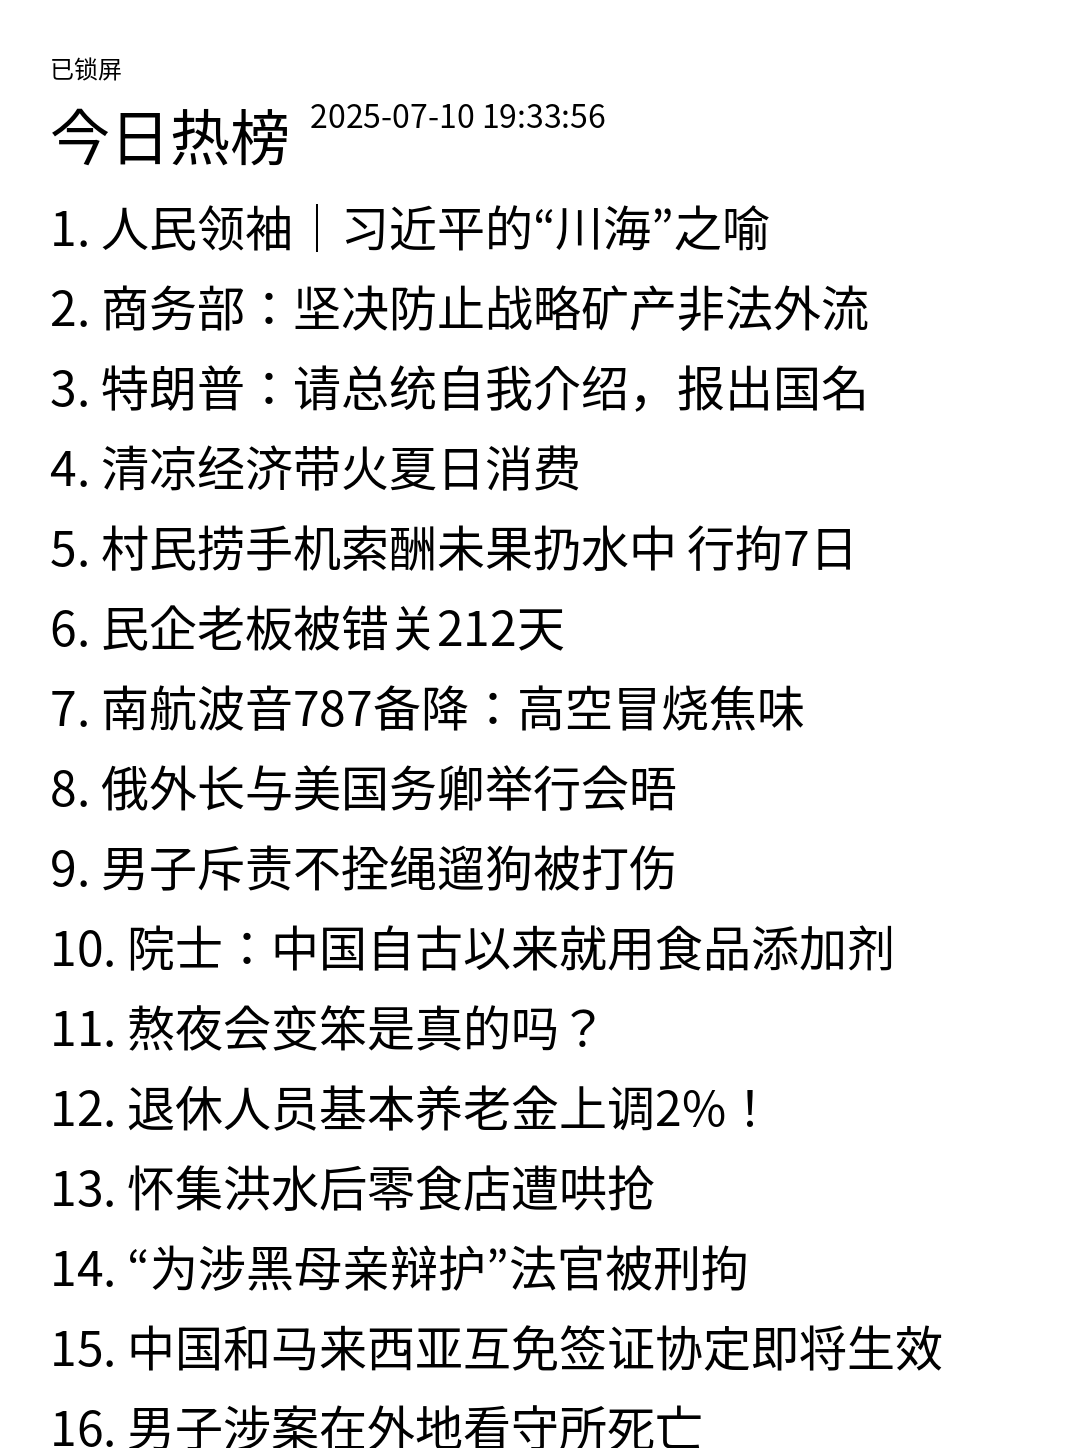 已锁屏
今日热榜 2025-07-10 19:33:56
1. 人民领袖｜习近平的“川海”之喻
2. 商务部：坚决防止战略矿产非法外流
3. 特朗普：请总统自我介绍，报出国名
4. 清凉经济带火夏日消费
5. 村民捞手机索酬未果扔水中 行拘7日
6. 民企老板被错关212天
7. 南航波音787备降：高空冒烧焦味
8. 俄外长与美国务卿举行会晤
9. 男子斥责不拴绳遛狗被打伤
10. 院士：中国自古以来就用食品添加剂
11. 熬夜会变笨是真的吗？
12. 退休人员基本养老金上调2%！
13. 怀集洪水后零食店遭哄抢
14. “为涉黑母亲辩护”法官被刑拘
15. 中国和马来西亚互免签证协定即将生效
16. 男子涉案在外地看守所死亡